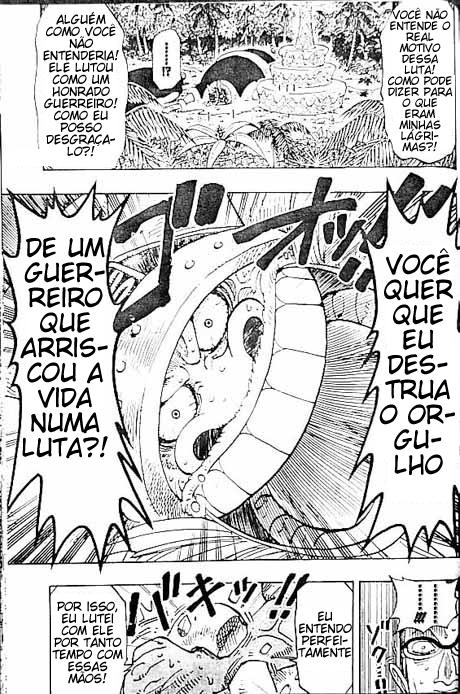 VOCÊ
NÃO
ENTENDE O
REAL
MOTIVO
DESSA
LUTA!
COMO PODE
DIZER PARA
O QUE
ERAM
MINHAS
LÁGRI-
MAS?!
.......!?
ALGUÉM
COMO VOCÊ
NÃO
ENTENDERIA!
ELE LUTOU
COMO UM
HONRADO
GUERREIRO!
COMO EU
POSSO
DESGRAÇA-
LO?!
VOCÊ
QUER
QUE
EU
DES-
TRUA
O OR-
GU-
LHO
DE UM
GUER-
REIRO
QUE
ARRIS-
COU A
VIDA
NUMA
LUTA?!
EU
ENTENDO
PERFEI-
TAMENTE
POR ISSO,
EU LUTEI
COM ELE
POR TANTO
TEMPO COM
ESSAS
MÃOS!